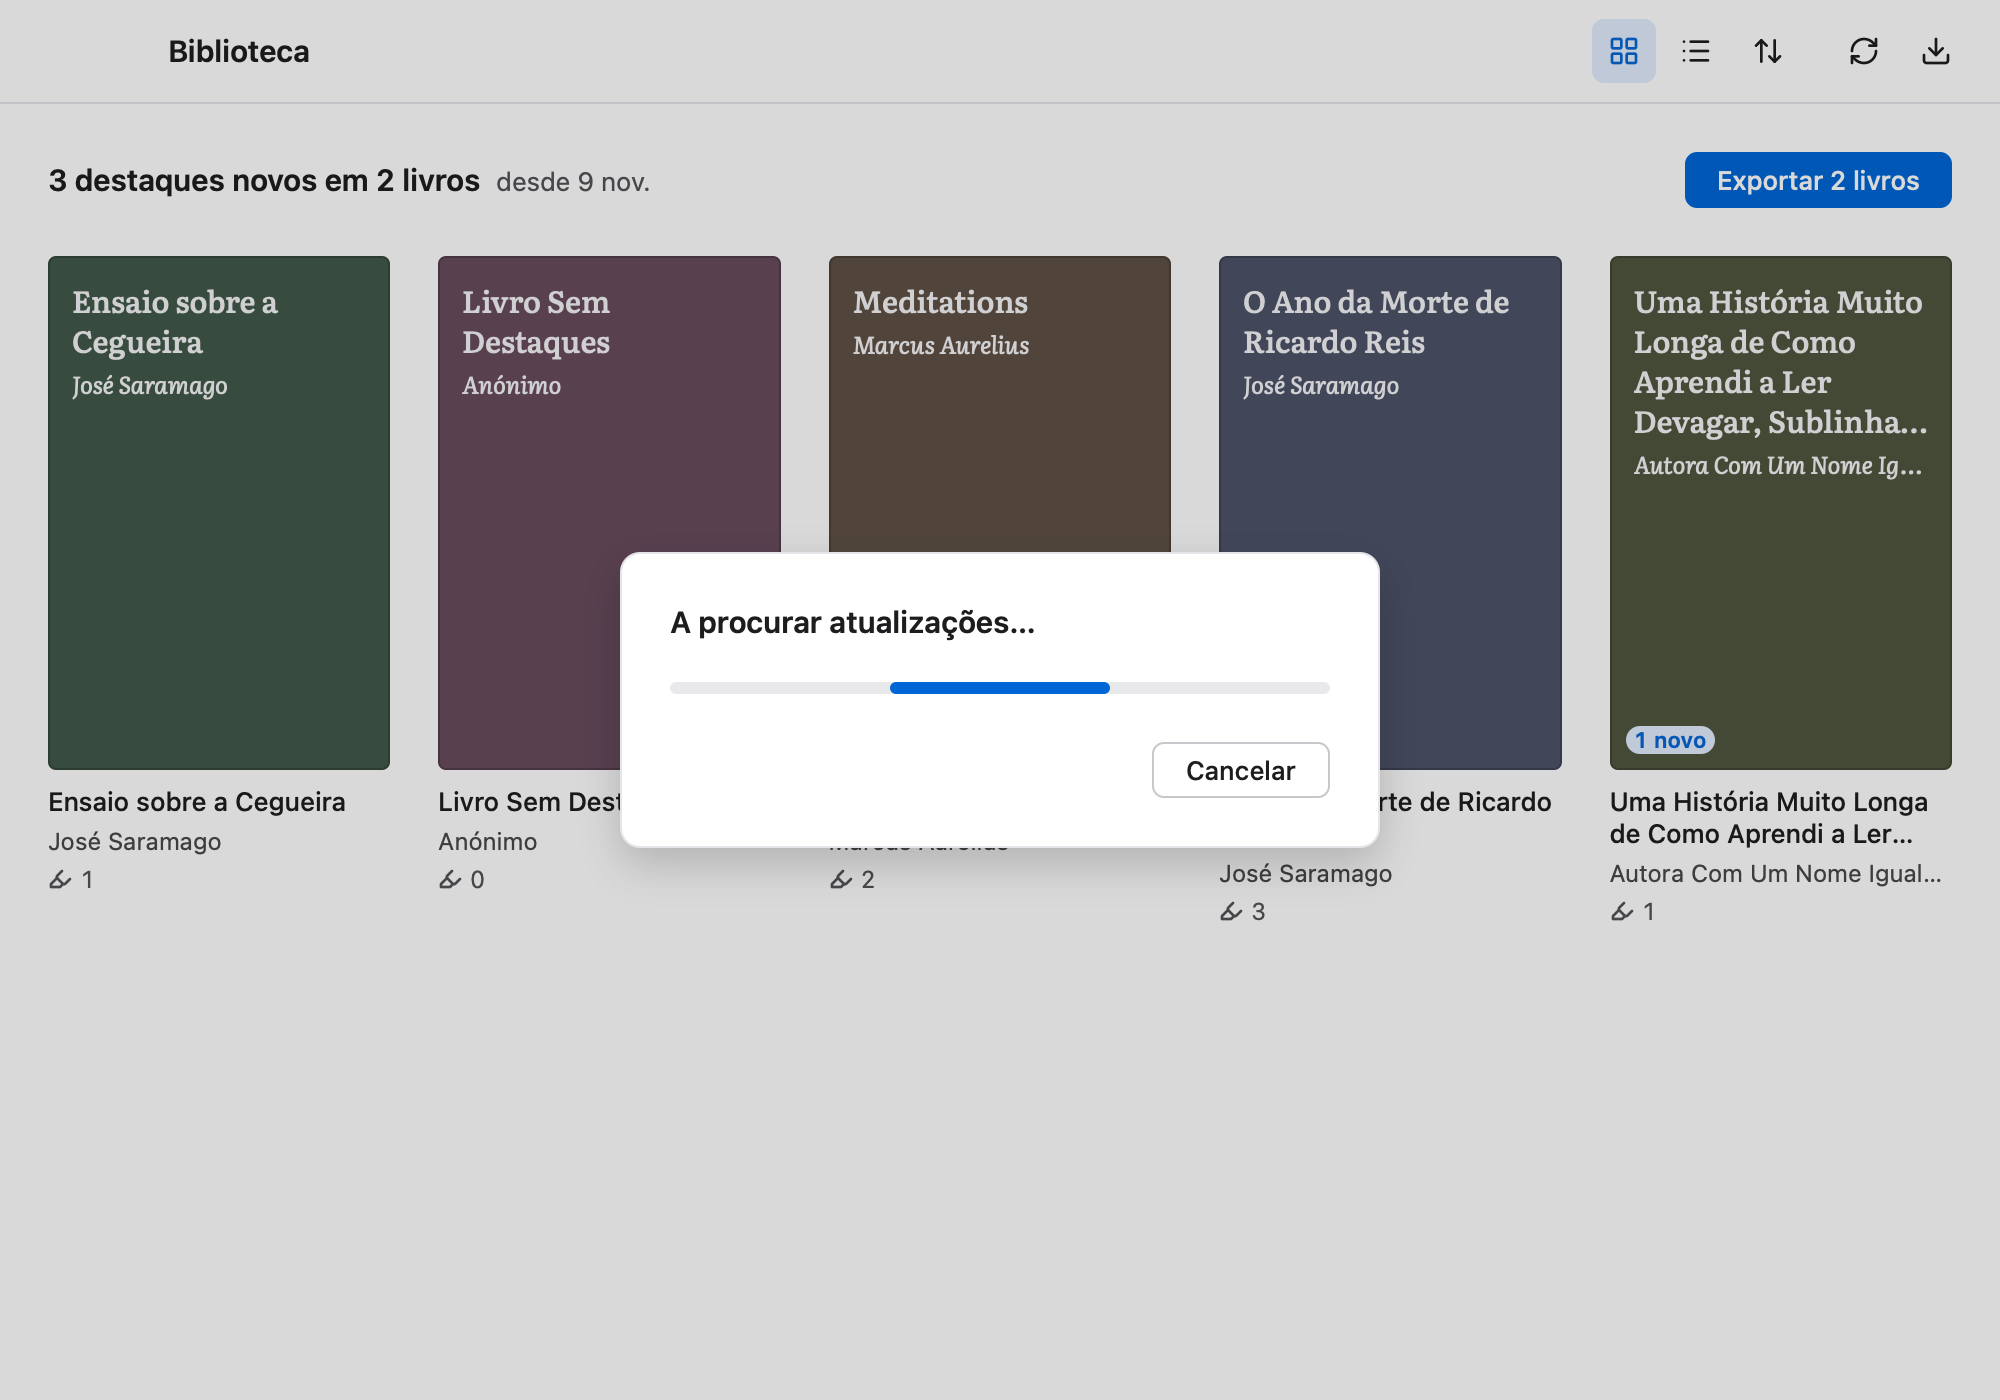 Biblioteca
3 destaques novos em 2 livros desde 9 nov.
Exportar 2 livros
Ensaio sobre a
Cegueira
José Saramago
Livro Sem
Destaques
Anónimo
Meditations
Marcus Aurelius
O Ano da Morte de
Ricardo Reis
José Saramago
Uma História Muito
Longa de Como
Aprendi a Ler
Devagar, Sublinha...
Autora Com Um Nome Ig...
1 novo
A procurar atualizações...
Cancelar
Ensaio sobre a Cegueira
José Saramago
1
Livro Sem
Anónimo
0
2
de Ricardo
José Saramago
3
Uma História Muito Longa
de Como Aprendi a Ler...
Autora Com Um Nome Igual...
1